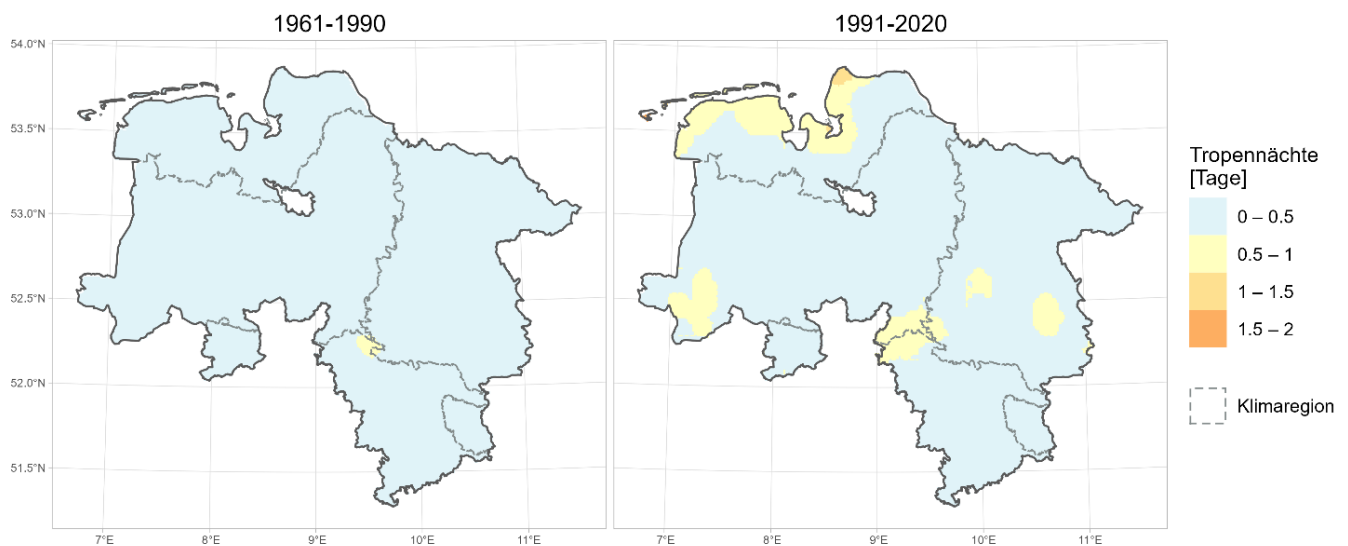 1961-1990
1991-2020
54.0°N
53.5°N
53.0°N
52.5°N
52.0°N
51.5°N
7°E 8°E 9°E 10°E 11°E
7°E 8°E 9°E 10°E 11°E
Tropennächte
[Tage]
0 – 0.5
0.5 – 1
1 – 1.5
1.5 – 2
Klimaregion